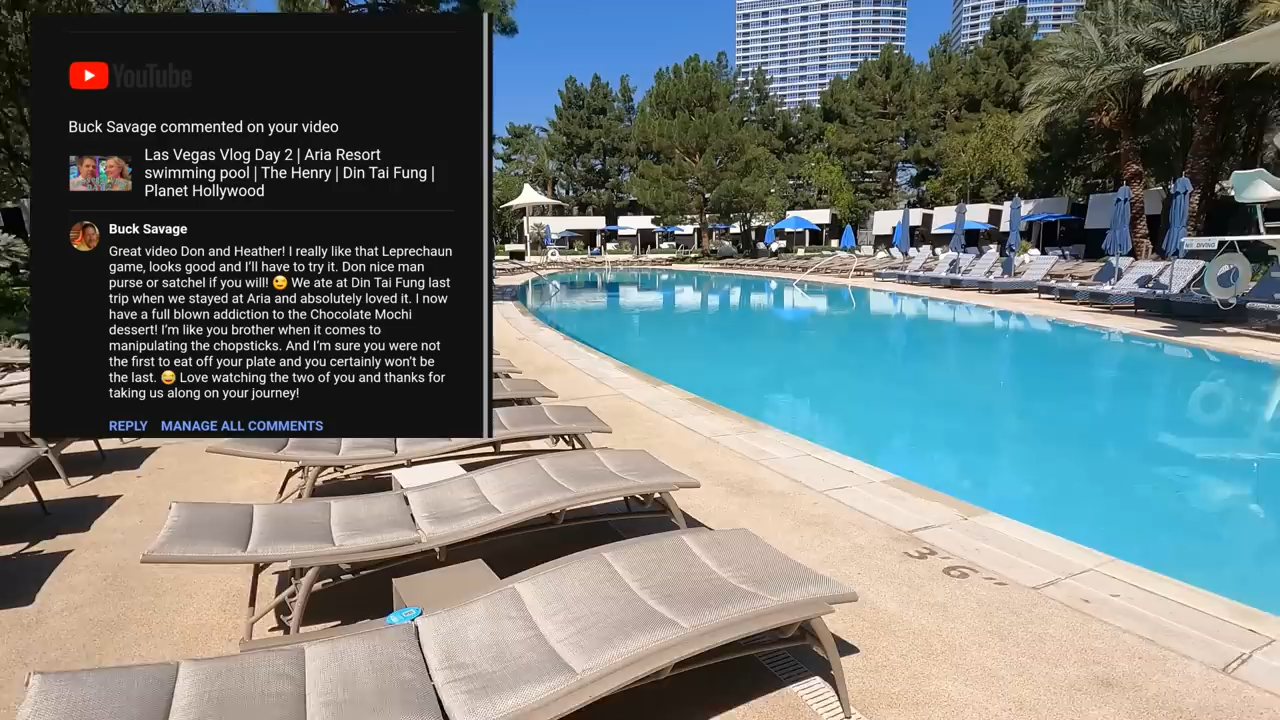 YouTube
Buck Savage commented on your video
Las Vegas Vlog Day 2 | Aria Resort
swimming pool | The Henry | Din Tai Fung |
Planet Hollywood
Buck Savage
Great video Don and Heather! I really like that Leprechaun
game, looks good and I'll have to try it. Don nice man
purse or satchel if you will! 😉 We ate at Din Tai Fung last
trip when we stayed at Aria and absolutely loved it. I now
have a full blown addiction to the Chocolate Mochi
dessert! I'm like you brother when it comes to
manipulating the chopsticks. And I'm sure you were not
the first to eat off your plate and you certainly won't be
the last. 😅 Love watching the two of you and thanks for
taking us along on your journey!
REPLY MANAGE ALL COMMENTS
NO DIVING
3'6"